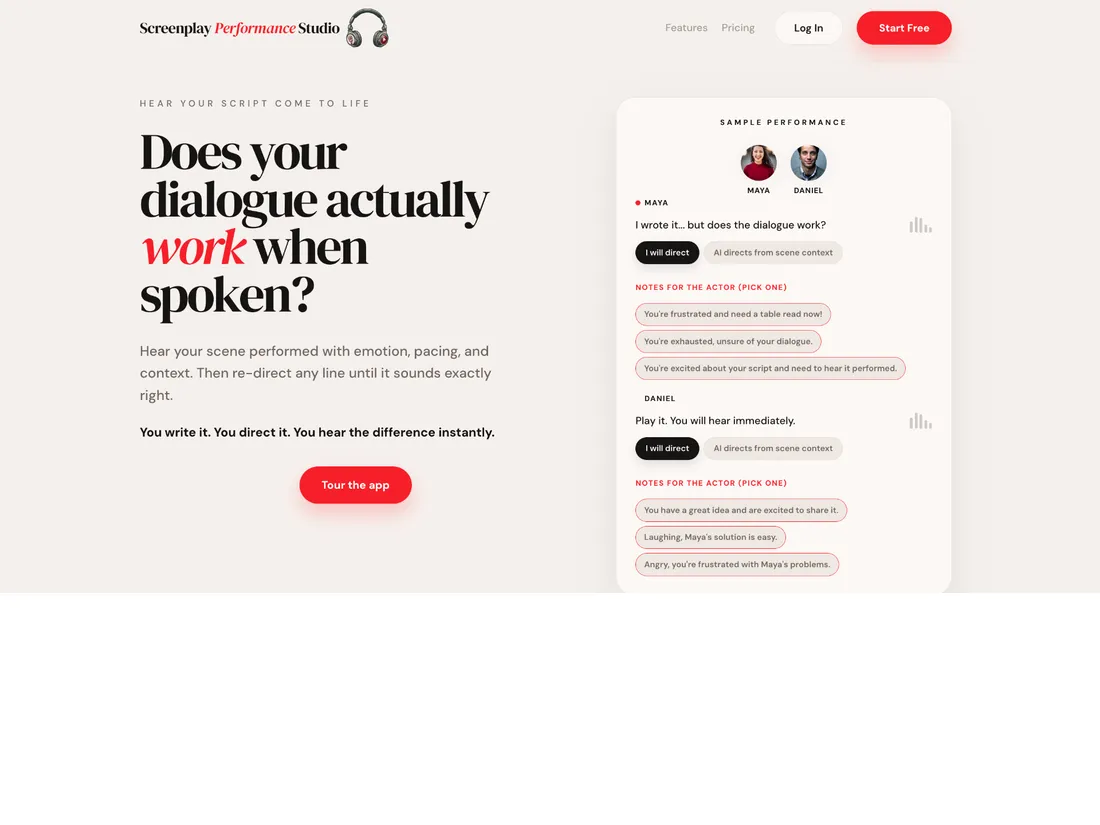 Screenplay Performance Studio
Features
Pricing
Log In
Start Free
HEAR YOUR SCRIPT COME TO LIFE
Does your
dialogue actually
work when
spoken?
Hear your scene performed with emotion, pacing, and
context. Then re-direct any line until it sounds exactly
right.
You write it. You direct it. You hear the difference instantly.
Tour the app
SAMPLE PERFORMANCE
MAYA
DANIEL
MAYA
I wrote it... but does the dialogue work?
I will direct
AI directs from scene context
NOTES FOR THE ACTOR (PICK ONE)
You're frustrated and need a table read now!
You're exhausted, unsure of your dialogue.
You're excited about your script and need to hear it performed.
DANIEL
Play it. You will hear immediately.
I will direct
AI directs from scene context
NOTES FOR THE ACTOR (PICK ONE)
You have a great idea and are excited to share it.
Laughing, Maya's solution is easy.
Angry, you're frustrated with Maya's problems.